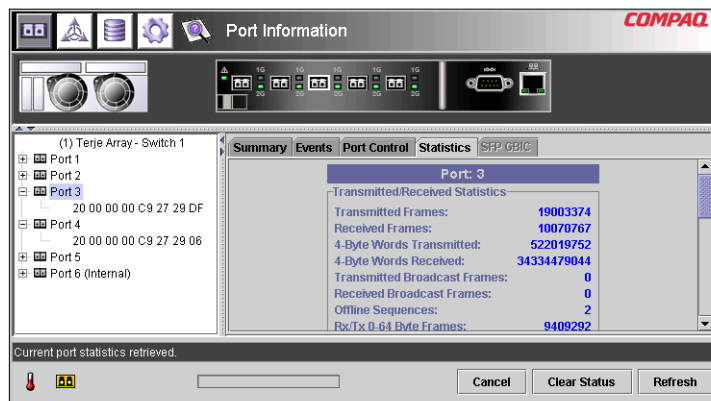 Port Information
COMPAQ
1G 1G 1G 1G 1G
2G 2G 2G 2G 2G
(1) Terje Array - Switch 1
Port 1
Port 2
Port 3
20 00 00 00 C9 27 29 DF
Port 4
20 00 00 00 C9 27 29 06
Port 5
Port 6 (Internal)
Summary Events Port Control Statistics SFP GBIC
Port: 3
Transmitted/Received Statistics
Transmitted Frames: 19003374
Received Frames: 10070767
4-Byte Words Transmitted: 522019752
4-Byte Words Received: 34334479044
Transmitted Broadcast Frames: 0
Received Broadcast Frames: 0
Offline Sequences: 2
Rx/Tx 0-64 Byte Frames: 9409292
Current port statistics retrieved.
Cancel Clear Status Refresh